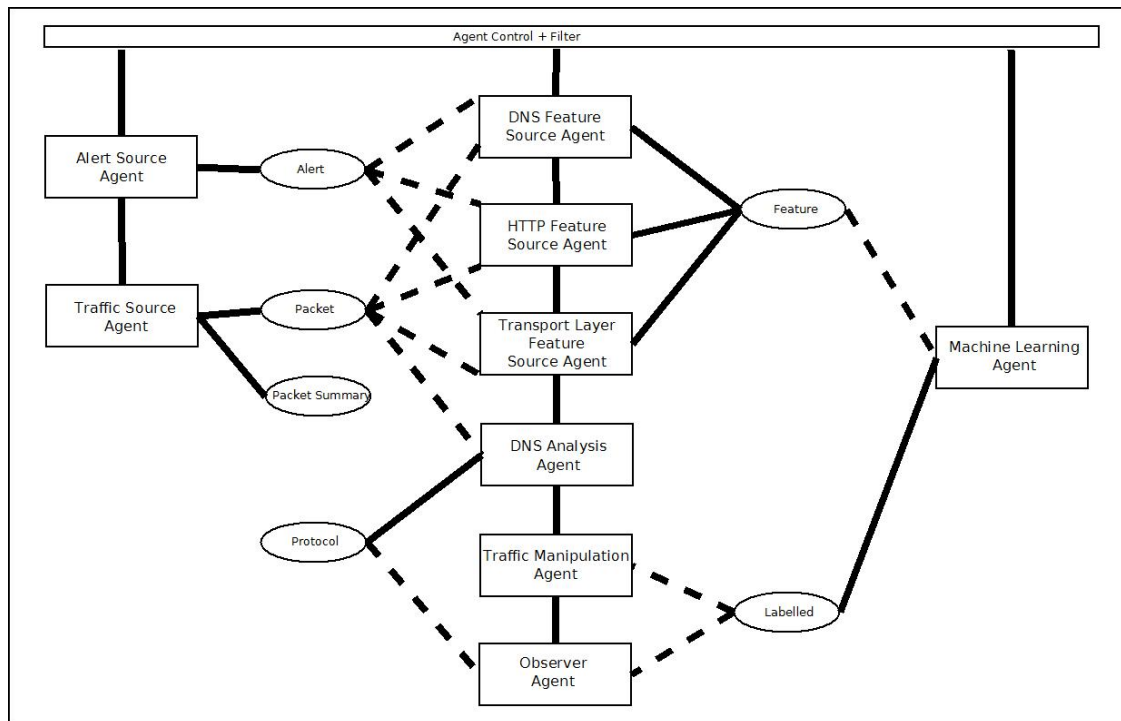 Agent Control + Filter
DNS Feature
Source Agent
Alert Source
Agent
Alert
HTTP Feature
Source Agent
Feature
Traffic Source
Agent
Packet
Transport Layer
Feature
Source Agent
Machine Learning
Agent
Packet Summary
DNS Analysis
Agent
Protocol
Traffic Manipulation
Agent
Labelled
Observer
Agent